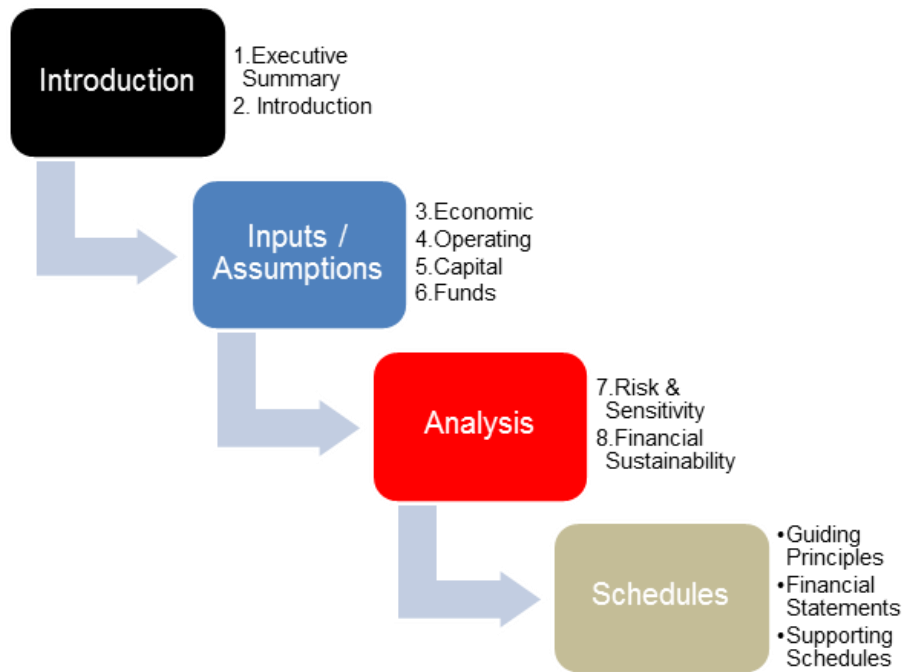 Introduction
1.Executive
Summary
2. Introduction
Inputs /
Assumptions
3.Economic
4.Operating
5.Capital
6.Funds
Analysis
7.Risk &
Sensitivity
8.Financial
Sustainability
Schedules
•Guiding
Principles
•Financial
Statements
•Supporting
Schedules